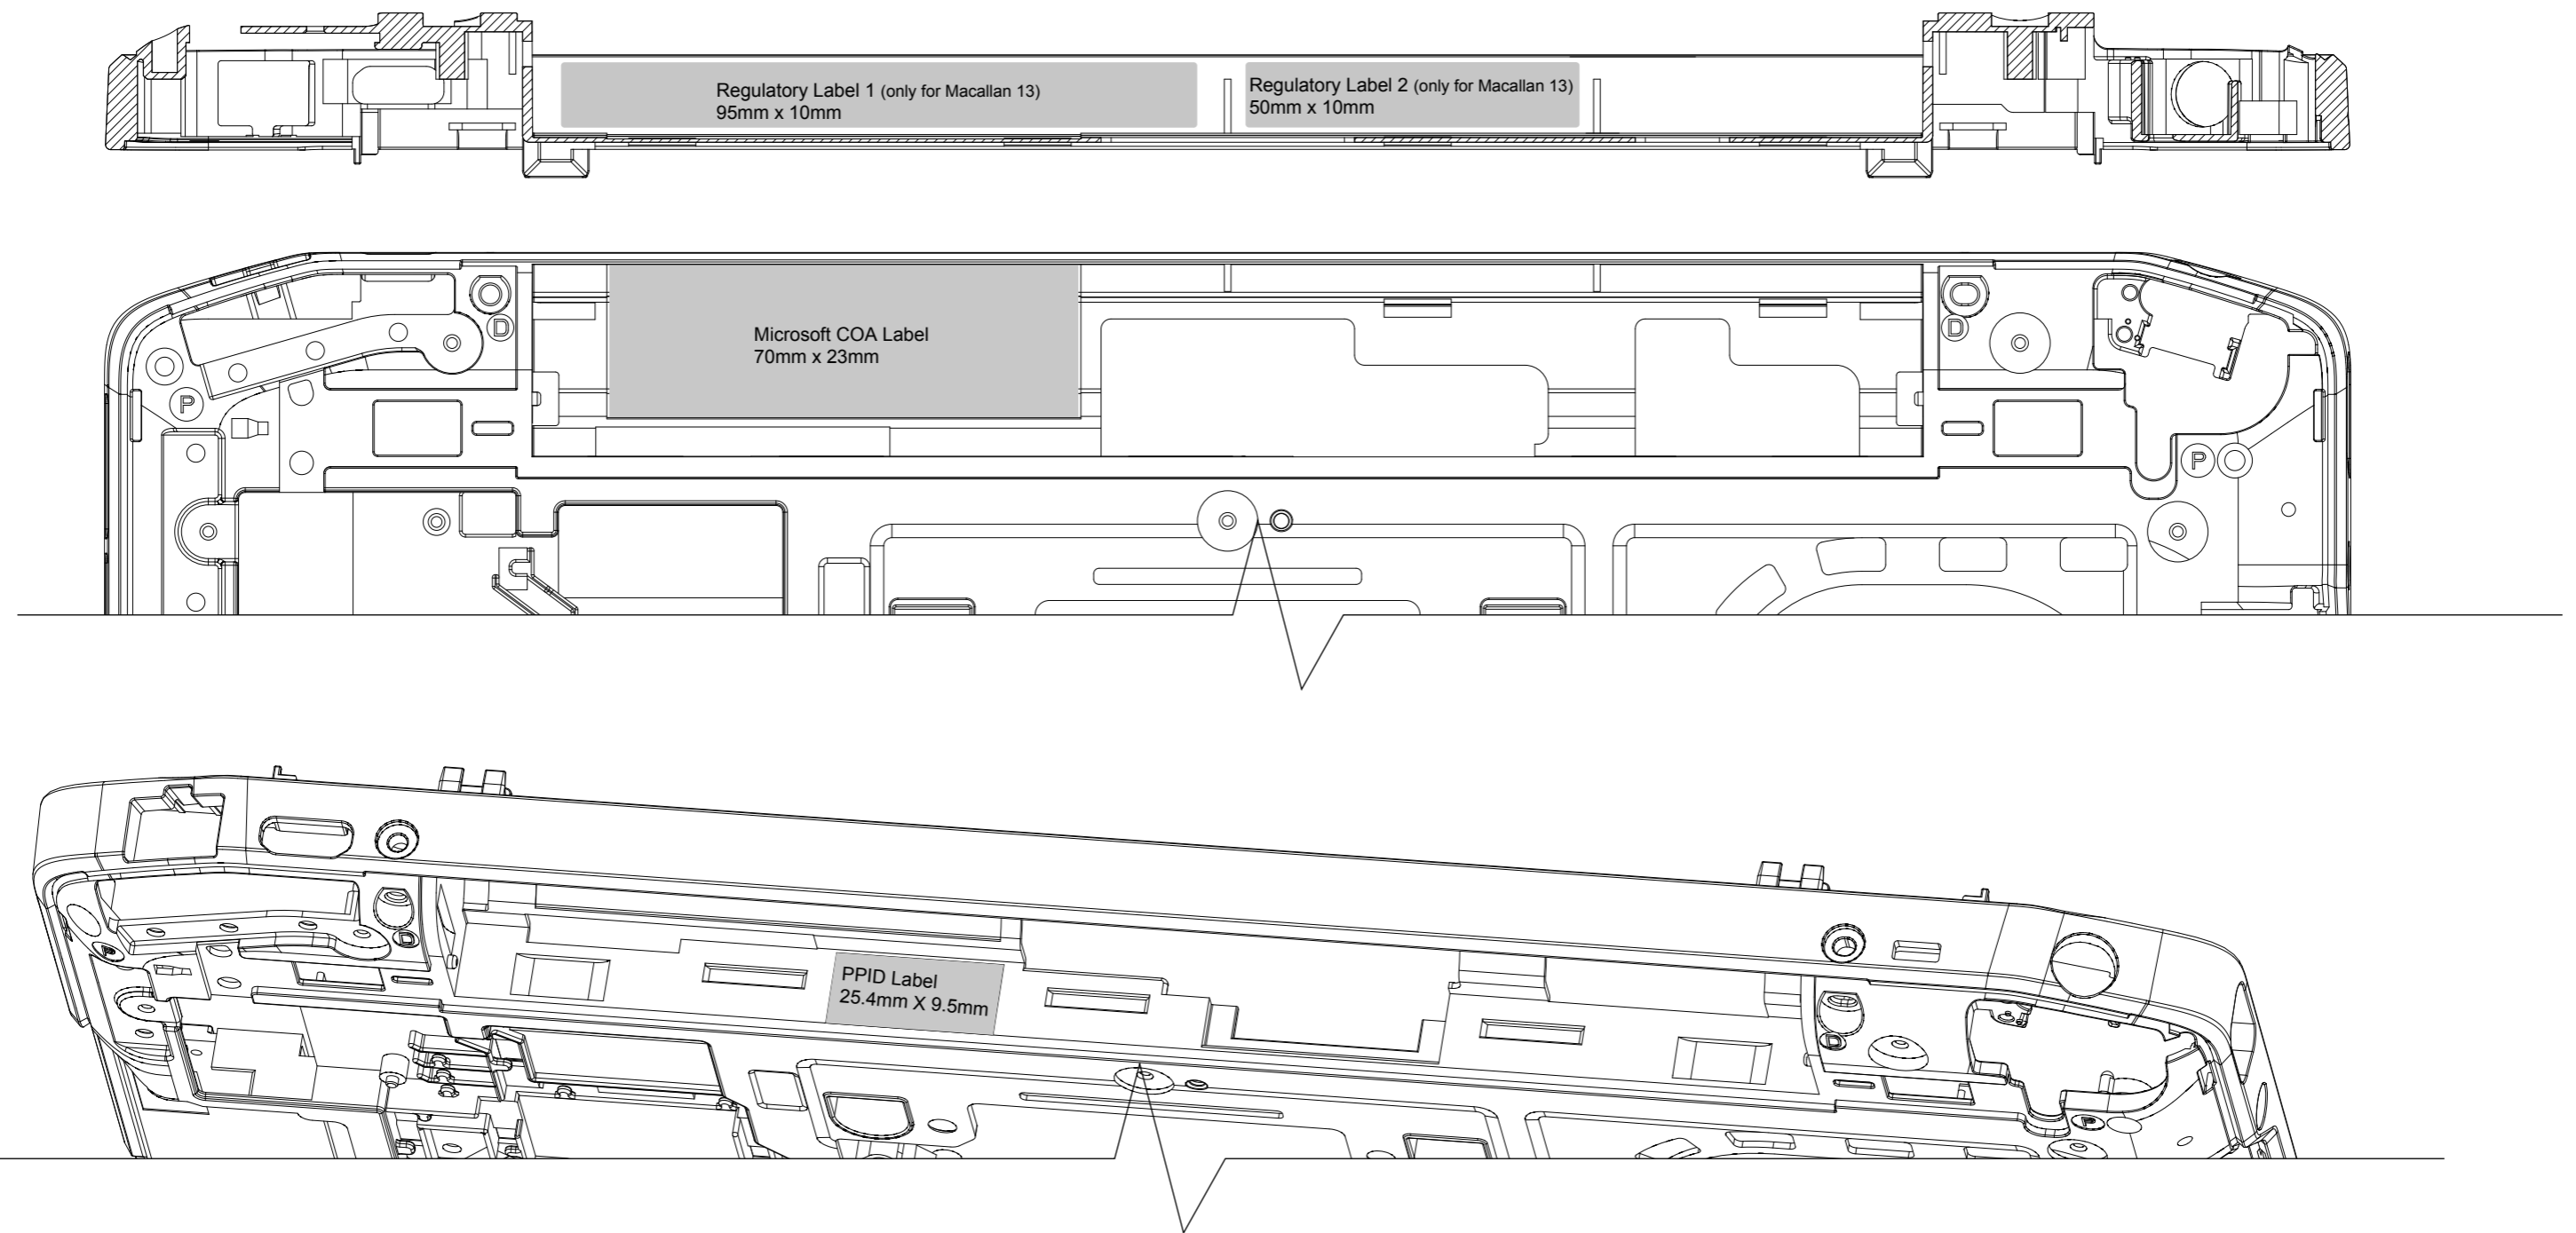 Regulatory Label 1 (only for Macallan 13)
95mm x 10mm
Regulatory Label 2 (only for Macallan 13)
50mm x 10mm
D
D
Microsoft COA Label
70mm x 23mm
P
P
PPID Label
25.4mm X 9.5mm
D
P
D
P